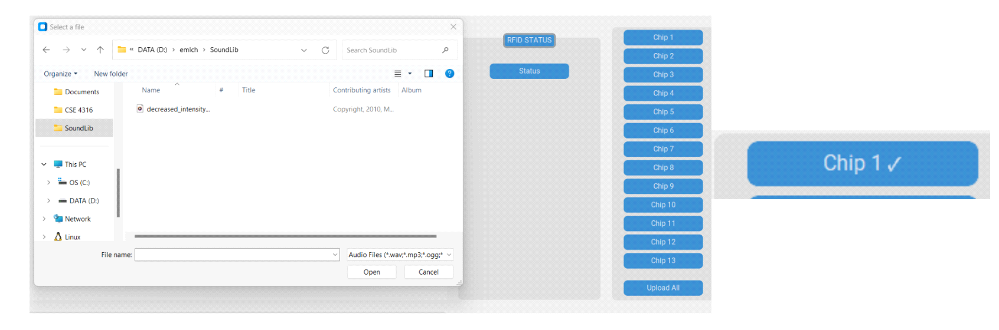 Select a file
« DATA (D:) › emlch › SoundLib
Search SoundLib
Organize
New folder
Documents
CSE 4316
SoundLib
This PC
OS (C:)
DATA (D:)
Network
Linux
Name # Title Contributing artists Album
decreased_intensity... Copyright, 2010, M...
File name:
Audio Files (*.wav;*.mp3;*.ogg;*
Open
Cancel
RFID STATUS
Status
Chip 1
Chip 2
Chip 3
Chip 4
Chip 5
Chip 6
Chip 7
Chip 8
Chip 9
Chip 10
Chip 11
Chip 12
Chip 13
Upload All
Chip 1 ✓